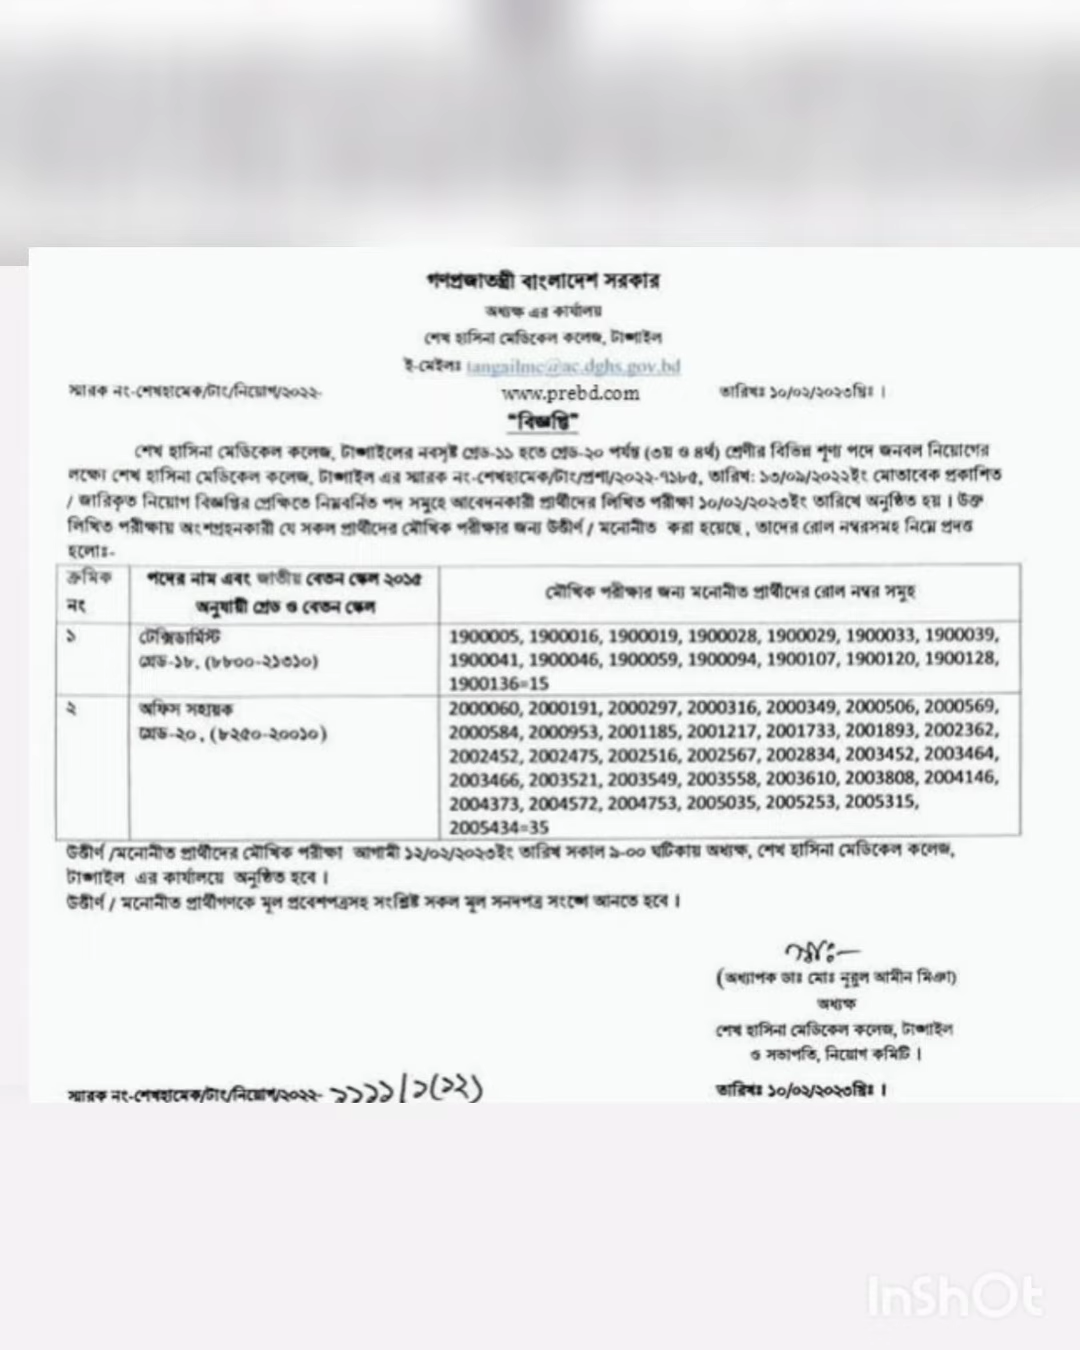 গণপ্রজাতন্ত্রী বাংলাদেশ সরকার
অধ্যক্ষ এর কার্যালয়
শেখ হাসিনা মেডিকেল কলেজ, টাঙ্গাইল
ই-মেইলঃ tangailmc@ac.dghs.gov.bd
স্মারক নং-শেখহামেক/টাং/নিয়োগ/২০২২- www.prebd.com তারিখঃ ১০/০২/২০২৩খ্রিঃ ।
"বিজ্ঞপ্তি"
শেখ হাসিনা মেডিকেল কলেজ, টাঙ্গাইলের নবসৃষ্ট গ্রেড-১১ হতে গ্রেড-২০ পর্যন্ত (৩য় ও ৪র্থ) শ্রেণীর বিভিন্ন শূণ্য পদে জনবল নিয়োগের
লক্ষ্যে শেখ হাসিনা মেডিকেল কলেজ, টাঙ্গাইল এর স্মারক নং-শেখহামেক/টাং/প্রশা/২০২২-৭১৮৫, তারিখ: ১৩/০৯/২০২২ইং মোতাবেক প্রকাশিত
/ জারিকৃত নিয়োগ বিজ্ঞপ্তির প্রেক্ষিতে নিম্নবর্নিত পদ সমূহে আবেদনকারী প্রার্থীদের লিখিত পরীক্ষা ১০/০২/২০২৩ইং তারিখে অনুষ্ঠিত হয় । উক্ত
লিখিত পরীক্ষায় অংশগ্রহনকারী যে সকল প্রার্থীদের মৌখিক পরীক্ষার জন্য উত্তীর্ণ / মনোনীত করা হয়েছে, তাদের রোল নম্বরসমহ নিম্নে প্রদত্ত
হলোঃ-
ক্রমিক নং পদের নাম এবং জাতীয় বেতন স্কেল ২০১৫ অনুযায়ী গ্রেড ও বেতন স্কেল মৌখিক পরীক্ষার জন্য মনোনীত প্রার্থীদের রোল নম্বর সমূহ
১ টেক্সিডার্মিস্ট 1900005, 1900016, 1900019, 1900028, 1900029, 1900033, 1900039,
গ্রেড-১৮, (৮৮০০-২১৩১০) 1900041, 1900046, 1900059, 1900094, 1900107, 1900120, 1900128,
1900136=15
২ অফিস সহায়ক 2000060, 2000191, 2000297, 2000316, 2000349, 2000506, 2000569,
গ্রেড-২০, (৮২৫০-২০০১০) 2000584, 2000953, 2001185, 2001217, 2001733, 2001893, 2002362,
2002452, 2002475, 2002516, 2002567, 2002834, 2003452, 2003464,
2003466, 2003521, 2003549, 2003558, 2003610, 2003808, 2004146,
2004373, 2004572, 2004753, 2005035, 2005253, 2005315,
2005434=35
উত্তীর্ণ /মনোনীত প্রার্থীদের মৌখিক পরীক্ষা আগামী ১২/০২/২০২৩ইং তারিখ সকাল ৯-০০ ঘটিকায় অধ্যক্ষ, শেখ হাসিনা মেডিকেল কলেজ,
টাঙ্গাইল এর কার্যালয়ে অনুষ্ঠিত হবে ।
উত্তীর্ণ / মনোনীত প্রার্থীগণকে মূল প্রবেশপত্রসহ সংশ্লিষ্ট সকল মূল সনদপত্র সংগে আনতে হবে ।
(অধ্যাপক ডাঃ মোঃ নূরুল আমীন মিঞা)
অধ্যক্ষ
শেখ হাসিনা মেডিকেল কলেজ, টাঙ্গাইল
ও সভাপতি, নিয়োগ কমিটি ।
স্মারক নং-শেখহামেক/টাং/নিয়োগ/২০২২- ১১১১/১(১২) তারিখঃ ১০/০২/২০২৩খ্রিঃ ।
InShOt